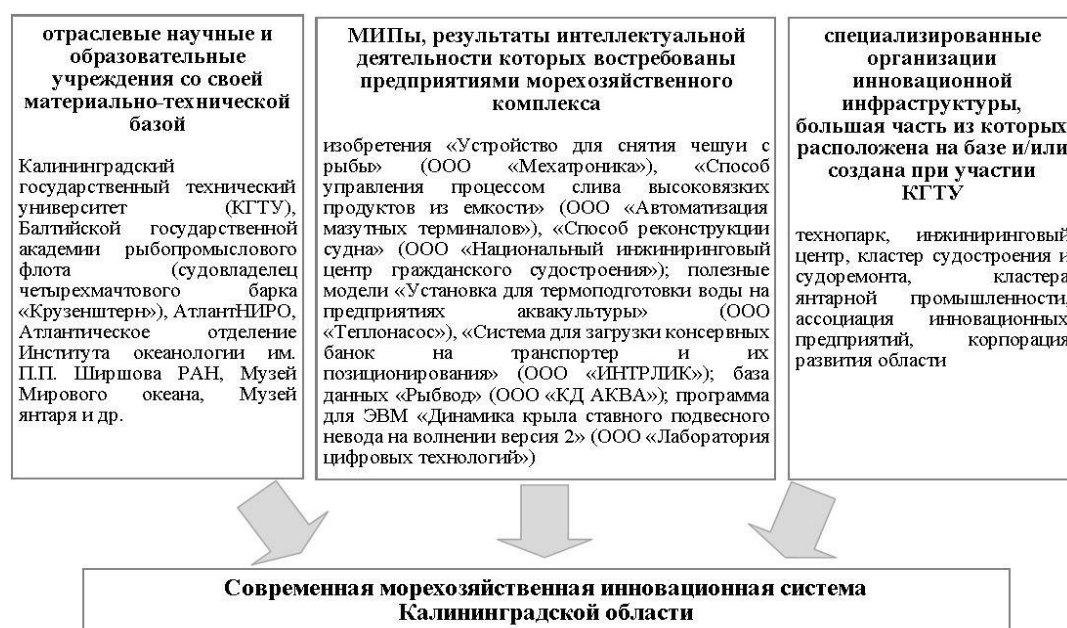 отраслевые научные и
образовательные
учреждения со своей
материально-технической
базой
Калининградский
государственный технический
университет (КГТУ),
Балтийской государственной
академии рыбопромыслового
флота (судовладелец
четырехмачтового барка
«Крузенштерн»), АтлантНИРО,
Атлантическое отделение
Института океанологии им.
П.П. Ширшова РАН, Музей
Мирового океана, Музей
янтаря и др.
МИПы, результаты интеллектуальной
деятельности которых востребованы
предприятиями морехозяйственного
комплекса
изобретения «Устройство для снятия чешуи с
рыбы» (ООО «Мехатроника»), «Способ
управления процессом слива высоковязких
продуктов из емкости» (ООО «Автоматизация
мазутных терминалов»), «Способ реконструкции
судна» (ООО «Национальный инжиниринговый
центр гражданского судостроения»); полезные
модели «Установка для термоподготовки воды на
предприятиях аквакультуры» (ООО
«Теплонасос»), «Система для загрузки консервных
банок на транспортер и их
позиционирования» (ООО «ИНТРЛИК»); база
данных «Рыбвод» (ООО «КД АКВА»); программа
для ЭВМ «Динамика крыла ставного подвесного
невода на волнении версия 2» (ООО «Лаборатория
цифровых технологий»)
специализированные
организации
инновационной
инфраструктуры,
большая часть из которых
расположена на базе и/или
создана при участии
КГТУ
технопарк, инжиниринговый
центр, кластер судостроения и
судоремонта, кластера
янтарной промышленности,
ассоциация инновационных
предприятий, корпорация
развития области
Современная морехозяйственная инновационная система
Калининградской области